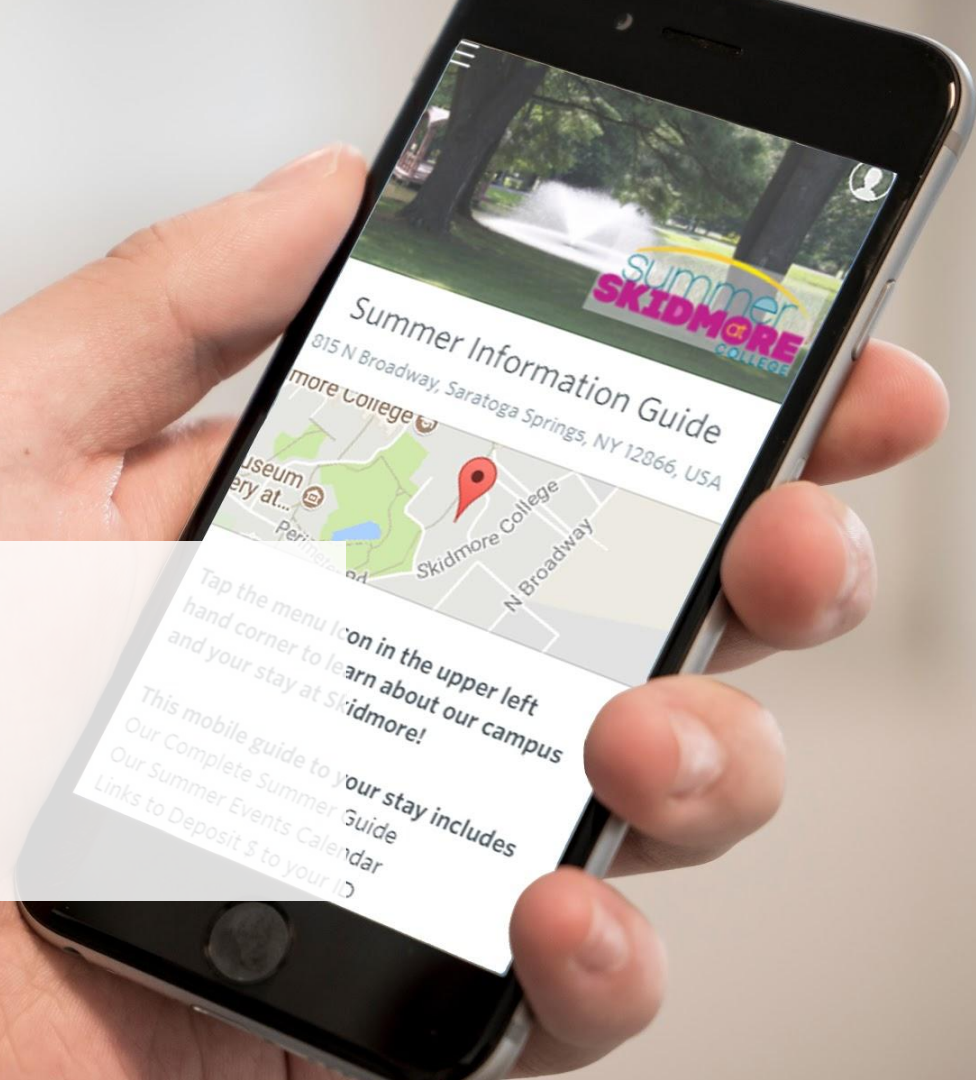 summer
SKIDMORE
at
COLLEGE
Summer Information Guide
815 N Broadway, Saratoga Springs, NY 12866, USA
more College
useum
ery at...
Perimeter Rd
Skidmore College
N Broadway
Tap the menu Icon in the upper left
hand corner to learn about our campus
and your stay at Skidmore!
This mobile guide to your stay includes
Our Complete Summer Guide
Our Summer Events Calendar
Links to Deposit $ to your ID